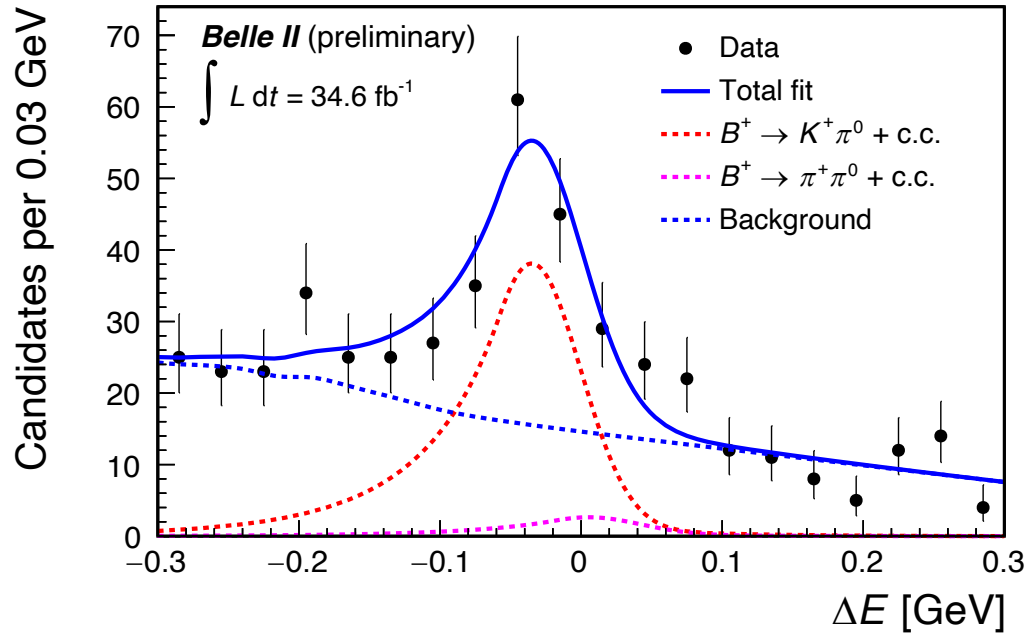 Belle II (preliminary)
∫ L dt = 34.6 fb⁻¹
Data
Total fit
B⁺ → K⁺π⁰ + c.c.
B⁺ → π⁺π⁰ + c.c.
Background
Candidates per 0.03 GeV
70
60
50
40
30
20
10
0
−0.3 −0.2 −0.1 0 0.1 0.2 0.3
ΔE [GeV]